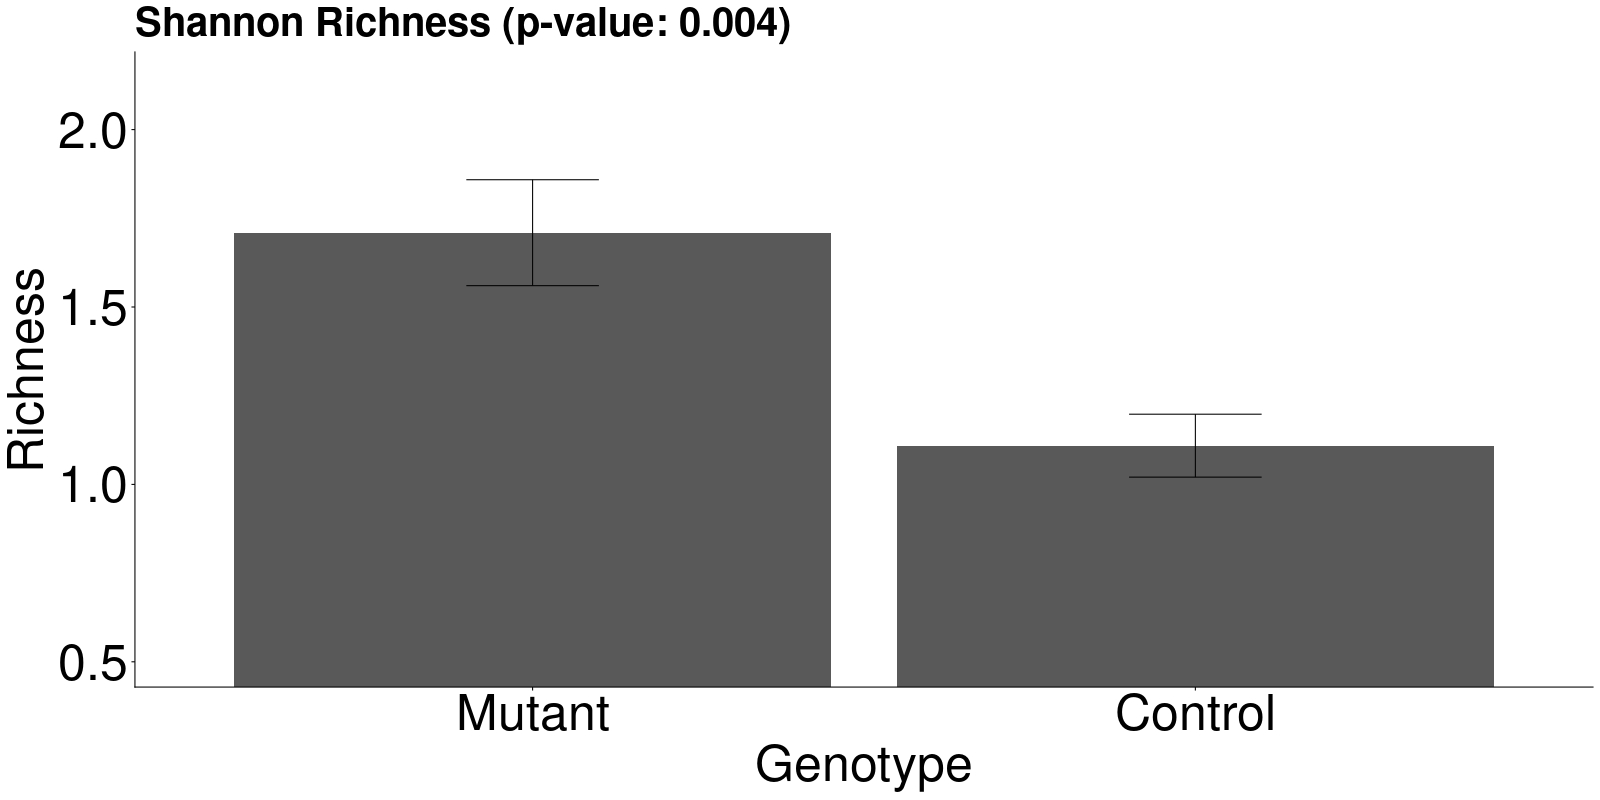 Shannon Richness (p-value: 0.004)
2.0
1.5
1.0
0.5
Richness
Mutant
Control
Genotype